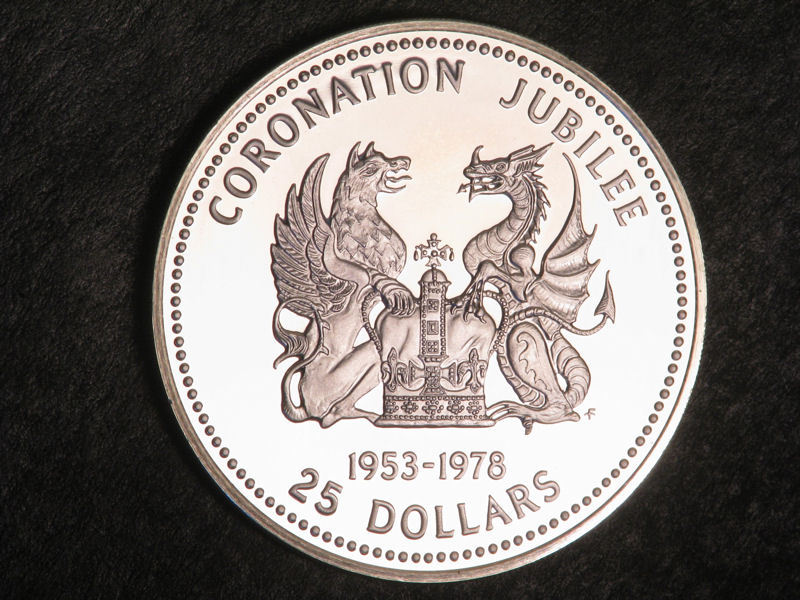 CORONATION JUBILEE
1953-1978
25 DOLLARS